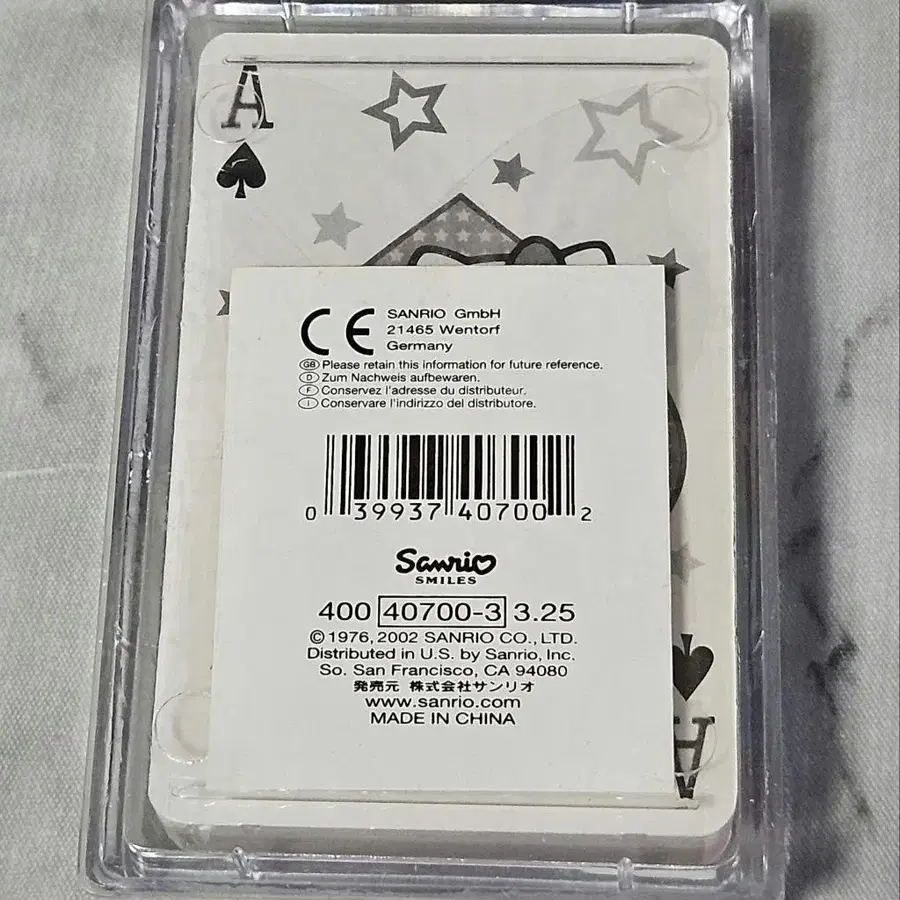 A
CE SANRIO GmbH
21465 Wentorf
Germany
GB Please retain this information for future reference.
D Zum Nachweis aufbewaren.
F Conservez l'adresse du distributeur.
I Conservare l'indirizzo del distributore.
0 39937 40700 2
Sanrio
SMILES
400 40700-3 3.25
©1976, 2002 SANRIO CO., LTD.
Distributed in U.S. by Sanrio, Inc.
So. San Francisco, CA 94080
発売元 株式会社サンリオ
www.sanrio.com
MADE IN CHINA
A